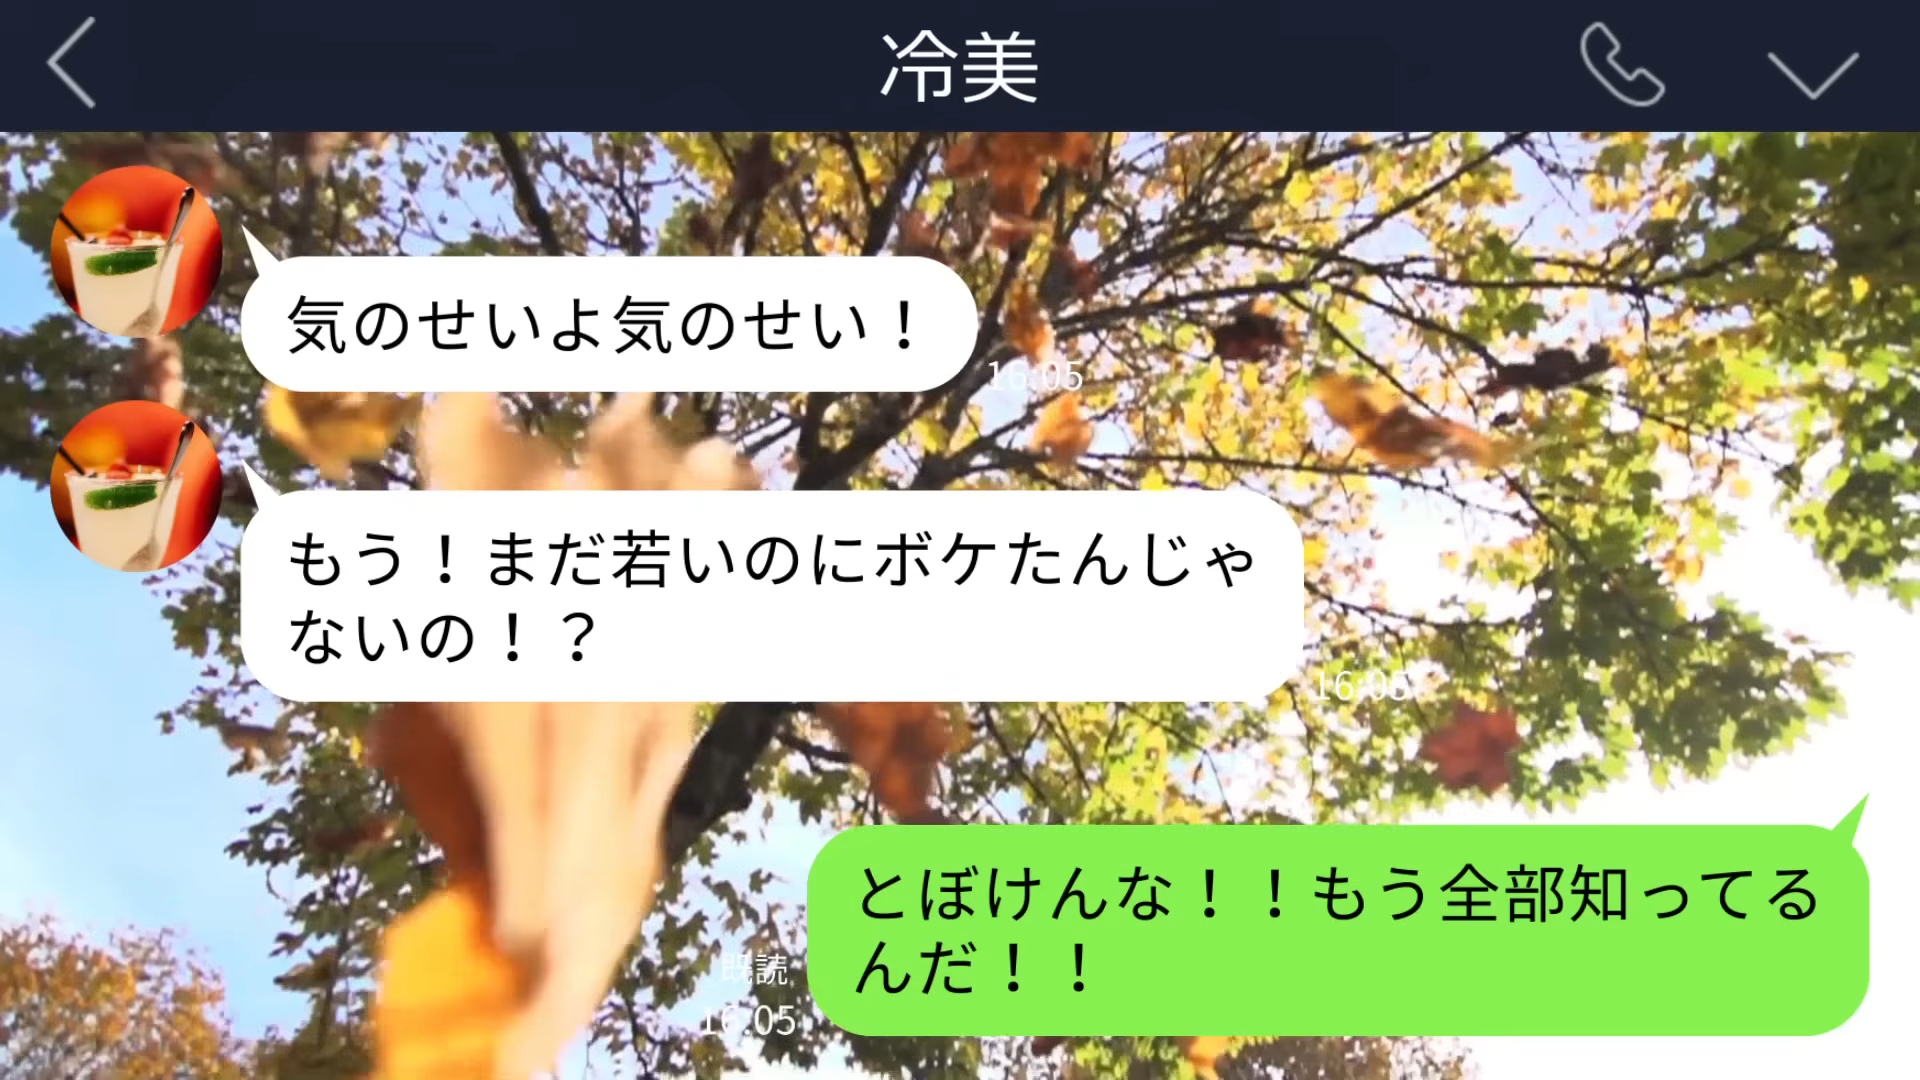 冷美
気のせいよ気のせい！
16:05
もう！まだ若いのにボケたんじゃ
ないの！？
16:05
とぼけんな！！もう全部知ってる
んだ！！
既読
16:05